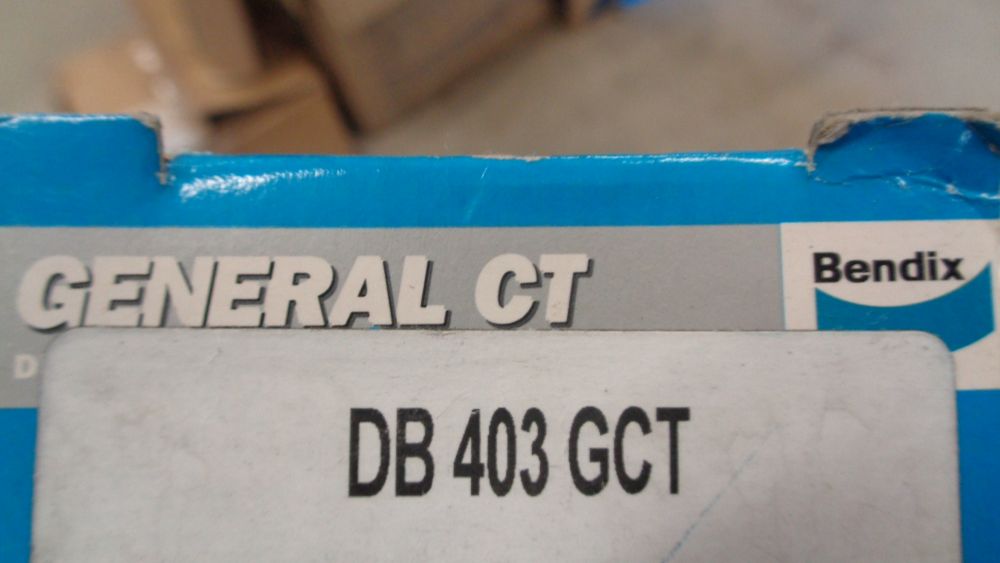 GENERAL CT
Bendix
D
DB 403 GCT